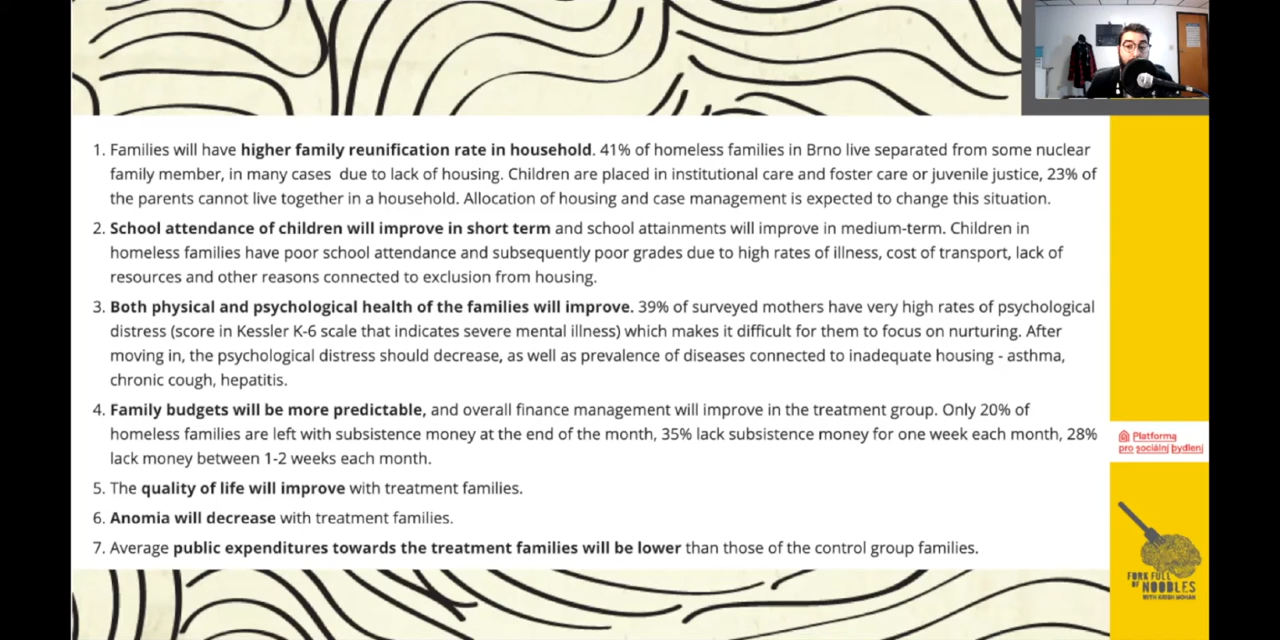 1. Families will have higher family reunification rate in household. 41% of homeless families in Brno live separated from some nuclear
family member, in many cases due to lack of housing. Children are placed in institutional care and foster care or juvenile justice, 23% of
the parents cannot live together in a household. Allocation of housing and case management is expected to change this situation.
2. School attendance of children will improve in short term and school attainments will improve in medium-term. Children in
homeless families have poor school attendance and subsequently poor grades due to high rates of illness, cost of transport, lack of
resources and other reasons connected to exclusion from housing.
3. Both physical and psychological health of the families will improve. 39% of surveyed mothers have very high rates of psychological
distress (score in Kessler K-6 scale that indicates severe mental illness) which makes it difficult for them to focus on nurturing. After
moving in, the psychological distress should decrease, as well as prevalence of diseases connected to inadequate housing - asthma,
chronic cough, hepatitis.
4. Family budgets will be more predictable, and overall finance management will improve in the treatment group. Only 20% of
homeless families are left with subsistence money at the end of the month, 35% lack subsistence money for one week each month, 28%
lack money between 1-2 weeks each month.
5. The quality of life will improve with treatment families.
6. Anomia will decrease with treatment families.
7. Average public expenditures towards the treatment families will be lower than those of the control group families.
Platforma
pro sociální bydlení
FORK FULL
OF NOODLES
WITH KRISH MOHAN